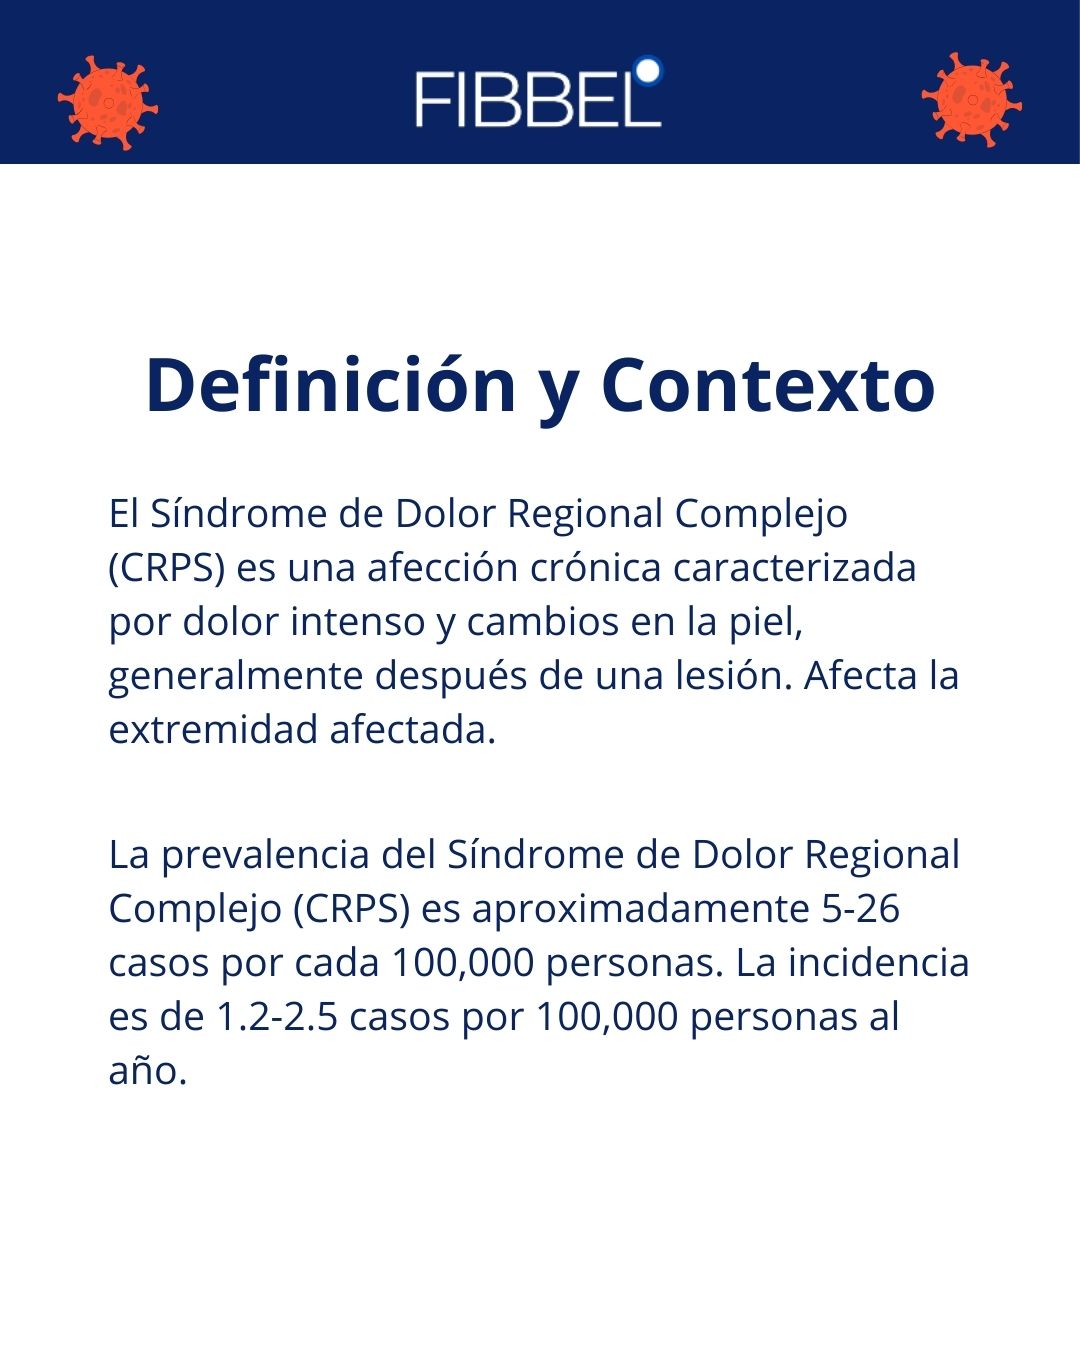 FIBBEL
Definición y Contexto
El Síndrome de Dolor Regional Complejo
(CRPS) es una afección crónica caracterizada
por dolor intenso y cambios en la piel,
generalmente después de una lesión. Afecta la
extremidad afectada.
La prevalencia del Síndrome de Dolor Regional
Complejo (CRPS) es aproximadamente 5-26
casos por cada 100,000 personas. La incidencia
es de 1.2-2.5 casos por 100,000 personas al
año.